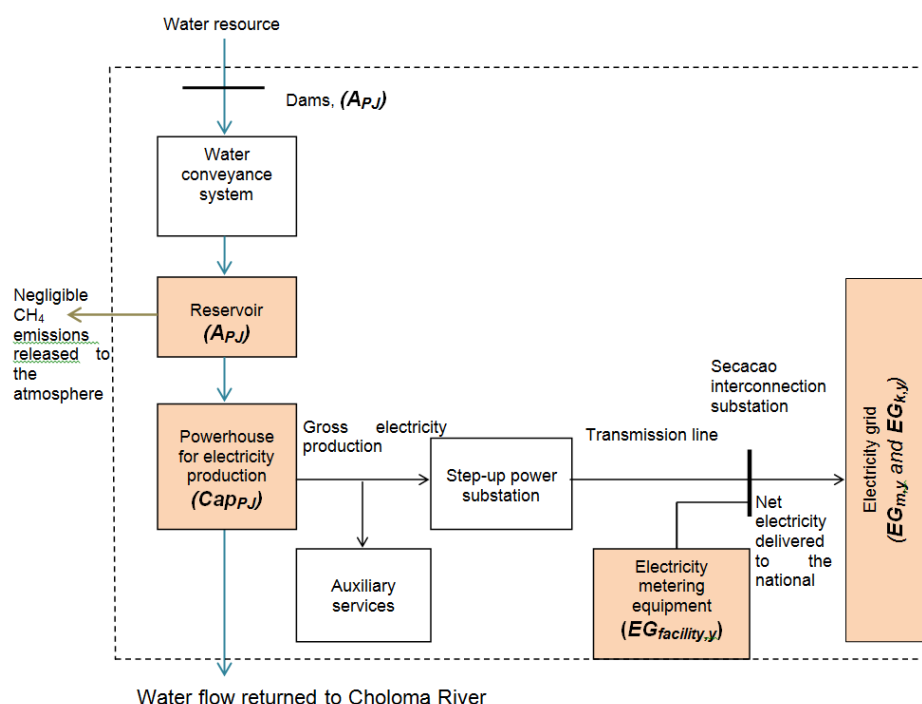 Water resource
Dams, (APJ)
Water
conveyance
system
Negligible
CH4
emissions
released to
the
atmosphere
Reservoir
(APJ)
Powerhouse
for electricity
production
(CapPJ)
Gross electricity
production
Auxiliary
services
Step-up power
substation
Transmission line
Secacao
interconnection
substation
Electricity
metering
equipment
(EGfacility,y)
Net
electricity
delivered
to the
national
Electricity grid
(EGm,y and EGk,y)
Water flow returned to Choloma River